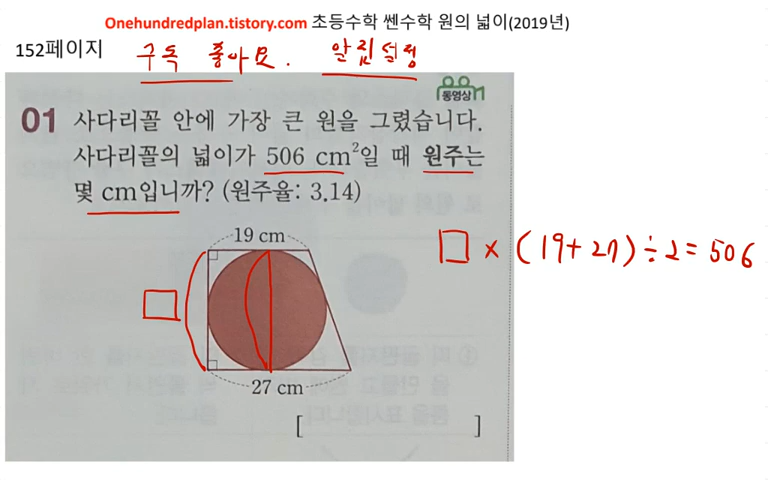 Onehundredplan.tistory.com 초등수학 쎈수학 원의 넓이(2019년)
152페이지 구독 좋아요. 알림설정
동영상
01 사다리꼴 안에 가장 큰 원을 그렸습니다.
사다리꼴의 넓이가 506 cm²일 때 원주는
몇 cm입니까? (원주율: 3.14)
19 cm
□ × (19+27)÷2=506
□
27 cm
[ ]